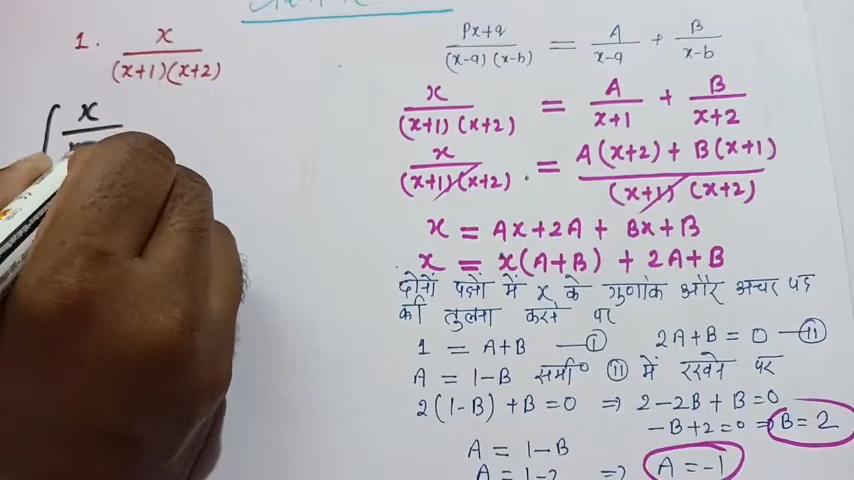 1. x/(x+1)(x+2)
∫ x/
Px+q/(x-a)(x-b) = A/x-a + B/x-b
x/(x+1)(x+2) = A/x+1 + B/x+2
x/(x+1)(x+2) = A(x+2) + B(x+1)/(x+1)(x+2)
x = Ax+2A + Bx+B
x = x(A+B) + 2A+B
दोनों पक्षों में x के गुणांक और अचर पद
की तुलना करने पर
1 = A+B —(i) 2A+B = 0 —(ii)
A = 1-B समी° (ii) में रखने पर
2(1-B) + B = 0 ⇒ 2-2B+B=0
-B+2=0 ⇒ B=2
A = 1-B
A = 1-2 ⇒ A=-1